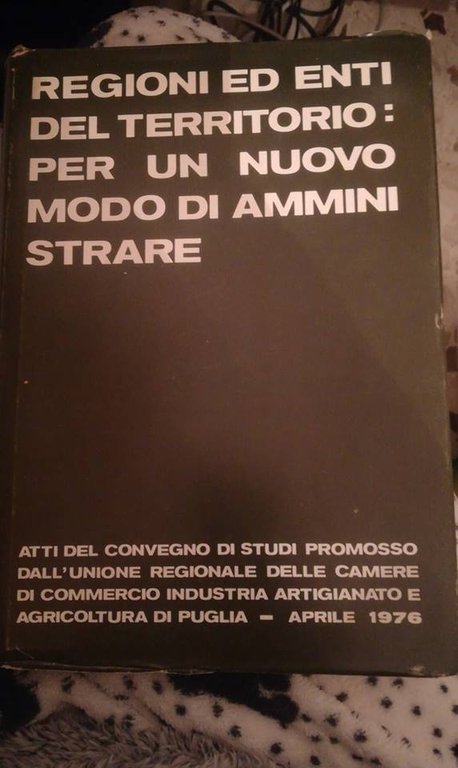 REGIONI ED ENTI
DEL TERRITORIO:
PER UN NUOVO
MODO DI AMMINI
STRARE
ATTI DEL CONVEGNO DI STUDI PROMOSSO
DALL'UNIONE REGIONALE DELLE CAMERE
DI COMMERCIO INDUSTRIA ARTIGIANATO E
AGRICOLTURA DI PUGLIA - APRILE 1976